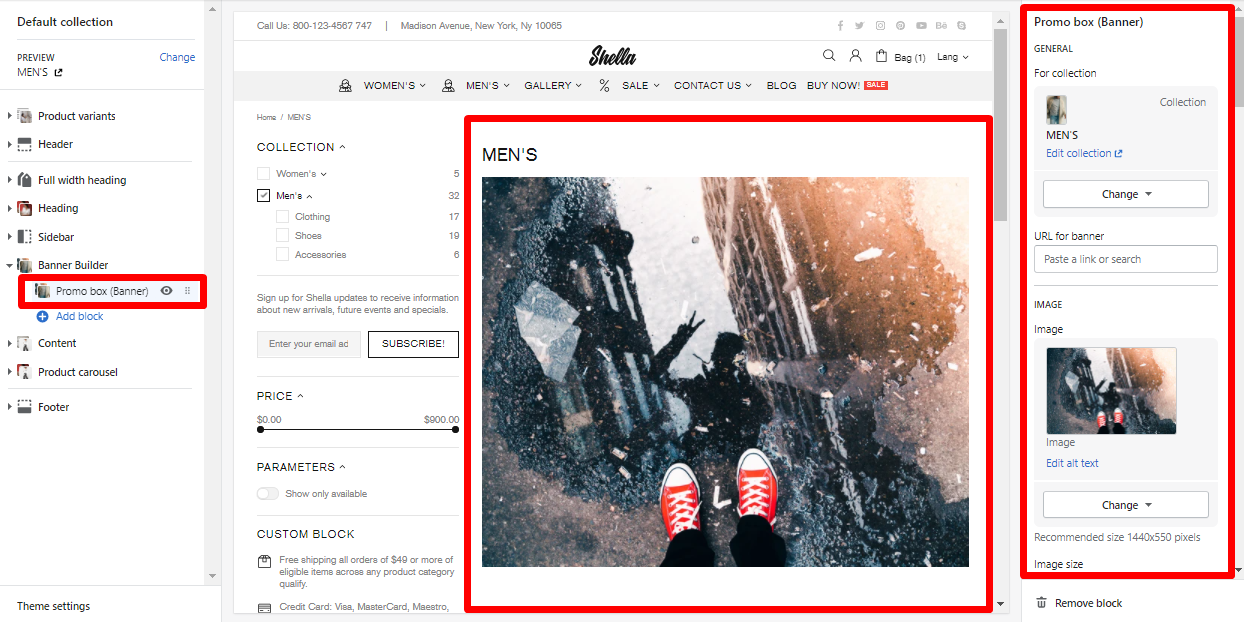 Default collection
PREVIEW
Change
MEN'S
Product variants
Header
Full width heading
Heading
Sidebar
Banner Builder
Promo box (Banner)
Add block
Content
Product carousel
Footer
Theme settings
Call Us: 800-123-4567 747 | Madison Avenue, New York, Ny 10065
Shella
Bag (1)
Lang
WOMEN'S
MEN'S
GALLERY
%
SALE
CONTACT US
BLOG
BUY NOW!
SALE
Home / MEN'S
COLLECTION
Women's 5
Men's 32
Clothing 17
Shoes 19
Accessories 6
Sign up for Shella updates to receive information
about new arrivals, future events and specials.
Enter your email ad
SUBSCRIBE!
PRICE
$0.00 $900.00
PARAMETERS
Show only available
CUSTOM BLOCK
Free shipping all orders of $49 or more of
eligible items across any product category
qualify.
Credit Card: Visa, MasterCard, Maestro,
MEN'S
Promo box (Banner)
GENERAL
For collection
Collection
MEN'S
Edit collection
Change
URL for banner
Paste a link or search
IMAGE
Image
Image
Edit alt text
Change
Recommended size 1440x550 pixels
Image size
Remove block